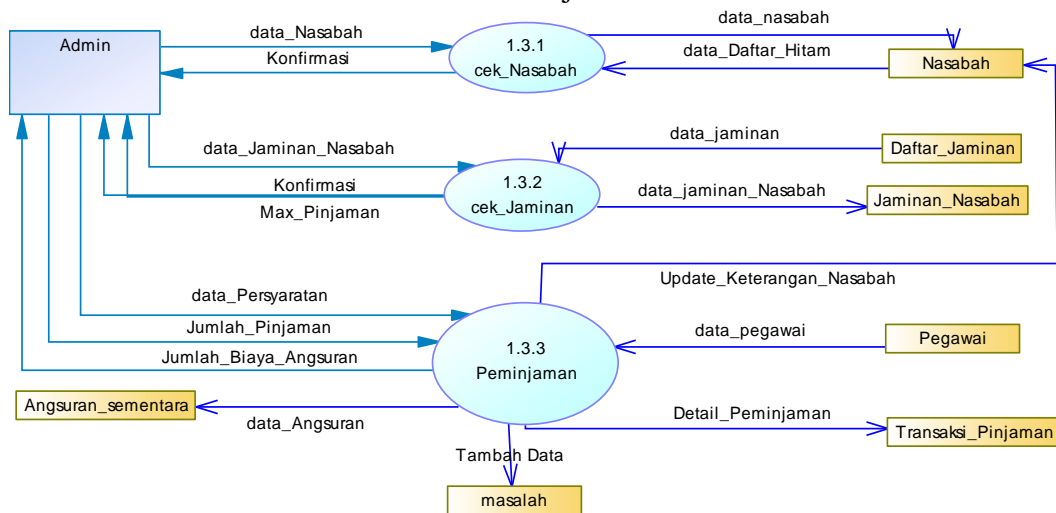 Admin
data_Nasabah
Konfirmasi
1.3.1
cek_Nasabah
data_nasabah
data_Daftar_Hitam
Nasabah
data_Jaminan_Nasabah
Konfirmasi
Max_Pinjaman
1.3.2
cek_Jaminan
data_jaminan
Daftar_Jaminan
data_jaminan_Nasabah
Jaminan_Nasabah
Update_Keterangan_Nasabah
data_Persyaratan
Jumlah_Pinjaman
Jumlah_Biaya_Angsuran
1.3.3
Peminjaman
data_pegawai
Pegawai
Angsuran_sementara
data_Angsuran
Detail_Peminjaman
Transaksi_Pinjaman
Tambah Data
masalah